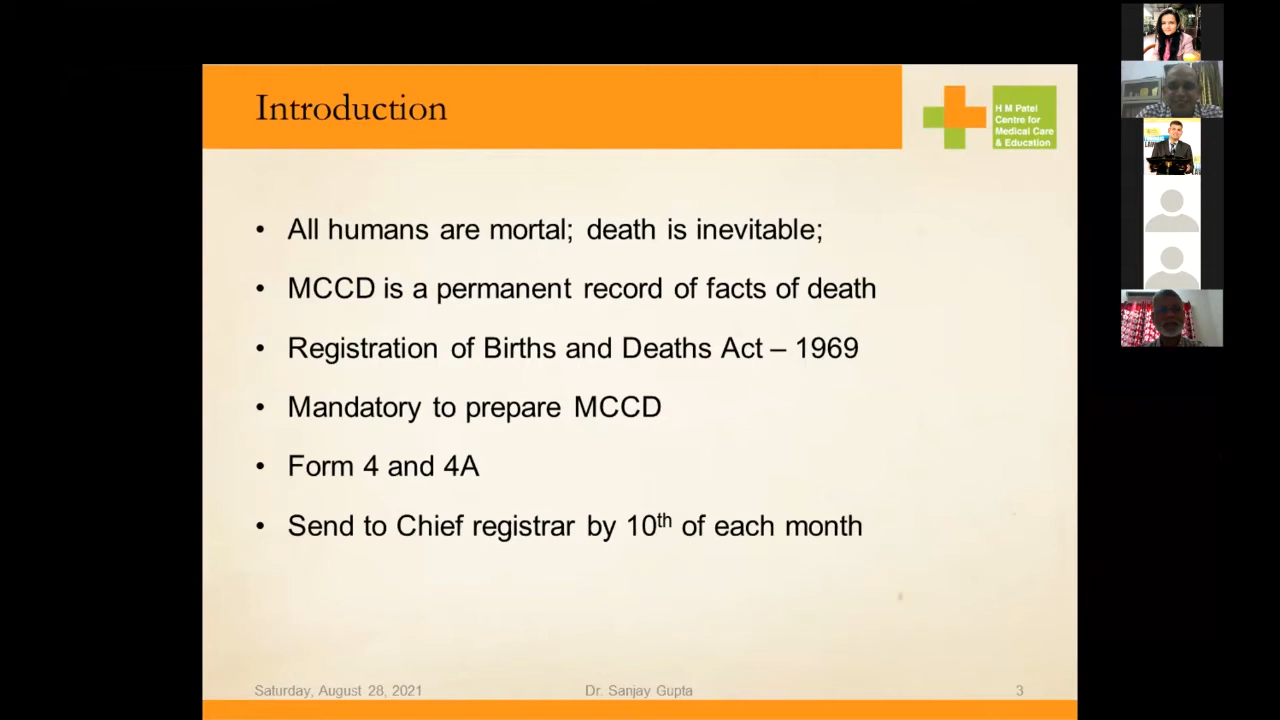 Introduction
H M Patel
Centre for
Medical Care
& Education
• All humans are mortal; death is inevitable;
• MCCD is a permanent record of facts of death
• Registration of Births and Deaths Act – 1969
• Mandatory to prepare MCCD
• Form 4 and 4A
• Send to Chief registrar by 10th of each month
Saturday, August 28, 2021
Dr. Sanjay Gupta
3